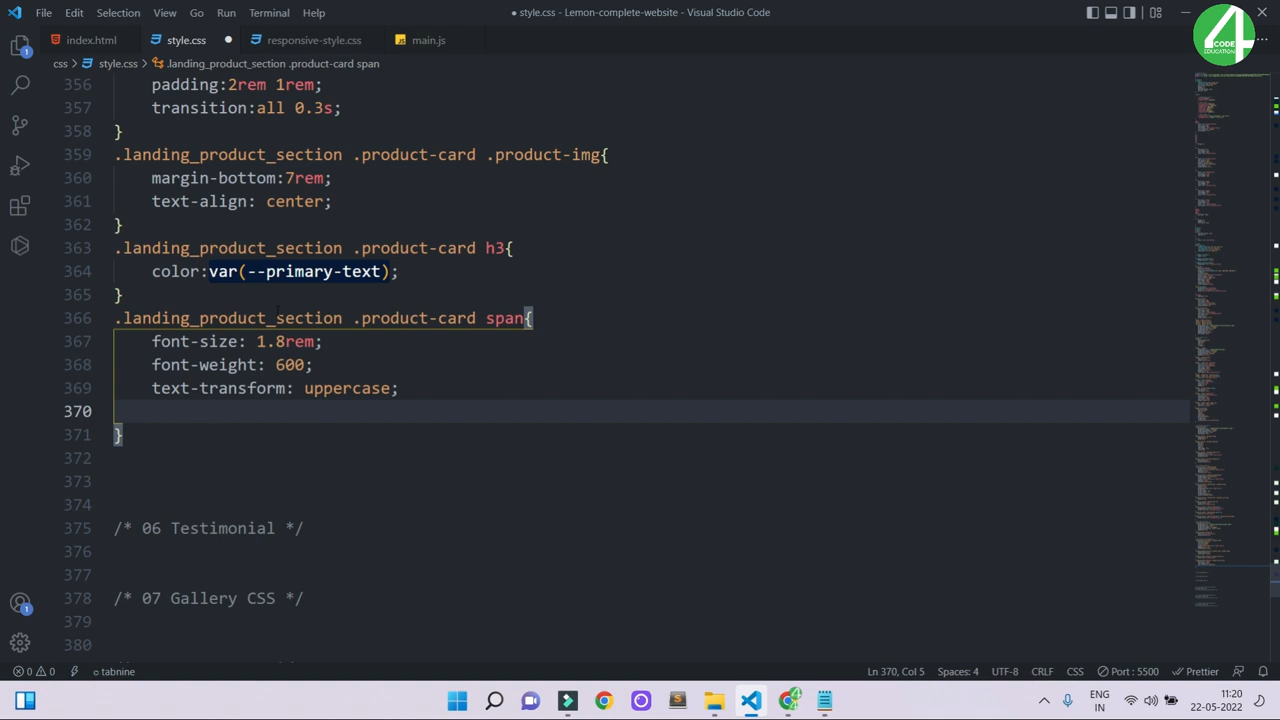 File Edit Selection View Go Run Terminal Help
● style.css - Lemon-complete-website - Visual Studio Code
4
CODE
EDUCATION
index.html style.css ● responsive-style.css main.js
css > style.css > .landing_product_section .product-card span
356 padding:2rem 1rem;
357 transition:all 0.3s;
358 }
359 .landing_product_section .product-card .product-img{
360 margin-bottom:7rem;
361 text-align: center;
362 }
363 .landing_product_section .product-card h3{
364 color:var(--primary-text);
365 }
366 .landing_product_section .product-card span{
367 font-size: 1.8rem;
368 font-weight: 600;
369 text-transform: uppercase;
370
371 }
372
373
374
375 /* 06 Testimonial */
376
377
378 /* 07 Gallery CSS */
379
380
0 0 tabnine Ln 370, Col 5 Spaces: 4 UTF-8 CRLF CSS Port : 5500 Prettier
ENG
IN
11:20
22-05-2022